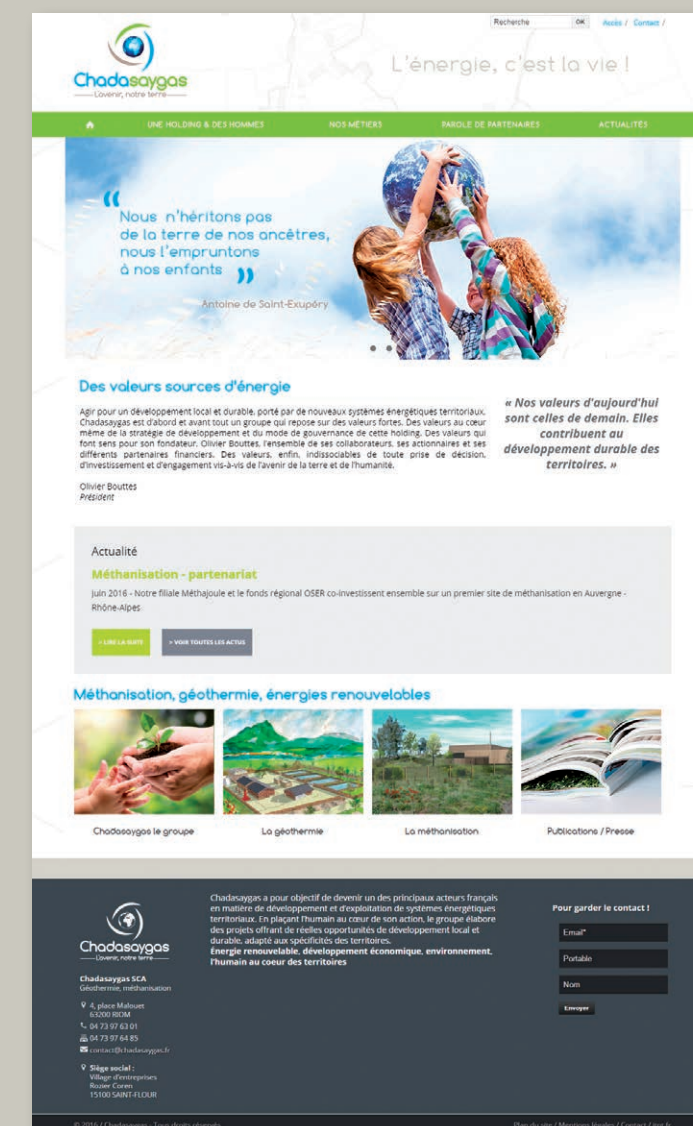 Recherche OK Accès / Contact /
Chadasaygas
L'avenir, notre terre
L'énergie, c'est la vie !
UNE HOLDING & DES HOMMES NOS MÉTIERS PAROLE DE PARTENAIRES ACTUALITÉS
“ Nous n'héritons pas
de la terre de nos ancêtres,
nous l'empruntons
à nos enfants ”
Antoine de Saint-Exupéry
Des valeurs sources d'énergie
Agir pour un développement local et durable, porté par de nouveaux systèmes énergétiques territoriaux.
Chadasaygas est d'abord et avant tout un groupe qui repose sur des valeurs fortes. Des valeurs au cœur
même de la stratégie de développement et du mode de gouvernance de cette holding. Des valeurs qui
font sens pour son fondateur, Olivier Bouttes, l'ensemble de ses collaborateurs, ses actionnaires et ses
différents partenaires financiers. Des valeurs, enfin, indissociables de toute prise de décision,
d'investissement et d'engagement vis-à-vis de l'avenir de la terre et de l'humanité.
Olivier Bouttes
Président
« Nos valeurs d'aujourd'hui
sont celles de demain. Elles
contribuent au
développement durable des
territoires. »
Actualité
Méthanisation - partenariat
Juin 2016 - Notre filiale Méthajoule et le fonds régional OSER co-investissent ensemble sur un premier site de méthanisation en Auvergne -
Rhône-Alpes
» LIRE LA SUITE » VOIR TOUTES LES ACTUS
Méthanisation, géothermie, énergies renouvelables
Chadasaygas le groupe La géothermie La méthanisation Publications / Presse
Chadasaygas
L'avenir, notre terre
Chadasaygas SCA
Géothermie, méthanisation
4, place Malouet
63200 RIOM
04 73 97 63 01
04 73 97 64 85
contact@chadasaygas.fr
Siège social :
Village d'entreprises
Rozier Coren
15100 SAINT-FLOUR
Chadasaygas a pour objectif de devenir un des principaux acteurs français
en matière de développement et d'exploitation de systèmes énergétiques
territoriaux. En plaçant l'humain au cœur de son action, le groupe élabore
des projets offrant de réelles opportunités de développement local et
durable, adapté aux spécificités des territoires.
Énergie renouvelable, développement économique, environnement,
l'humain au coeur des territoires
Pour garder le contact !
Email*
Portable
Nom
Envoyer
© 2016 / Chadasaygas - Tous droits réservés Plan du site / Mentions légales / Contact /